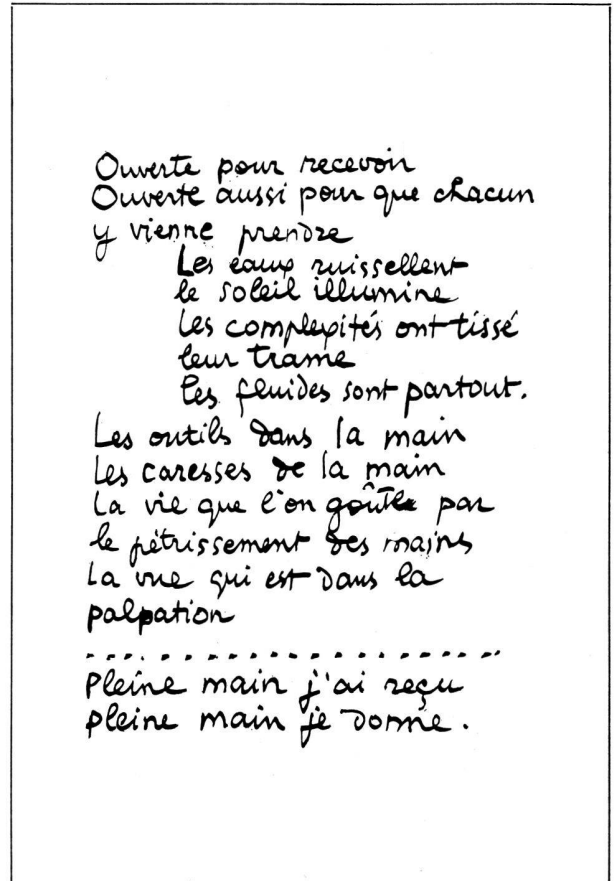 Ouverte pour recevoir
Ouverte aussi pour que chacun
y vienne prendre
Les eaux ruissellent
le soleil illumine
Les complexités ont tissé
leur trame
les fluides sont partout.
Les outils dans la main
Les caresses de la main
La vie que l'on goûte par
le pétrissement des mains
La vue qui est dans la
palpation
. . . . . . . . . . . . . . . . . . . .
Pleine main j'ai reçu
pleine main je donne.